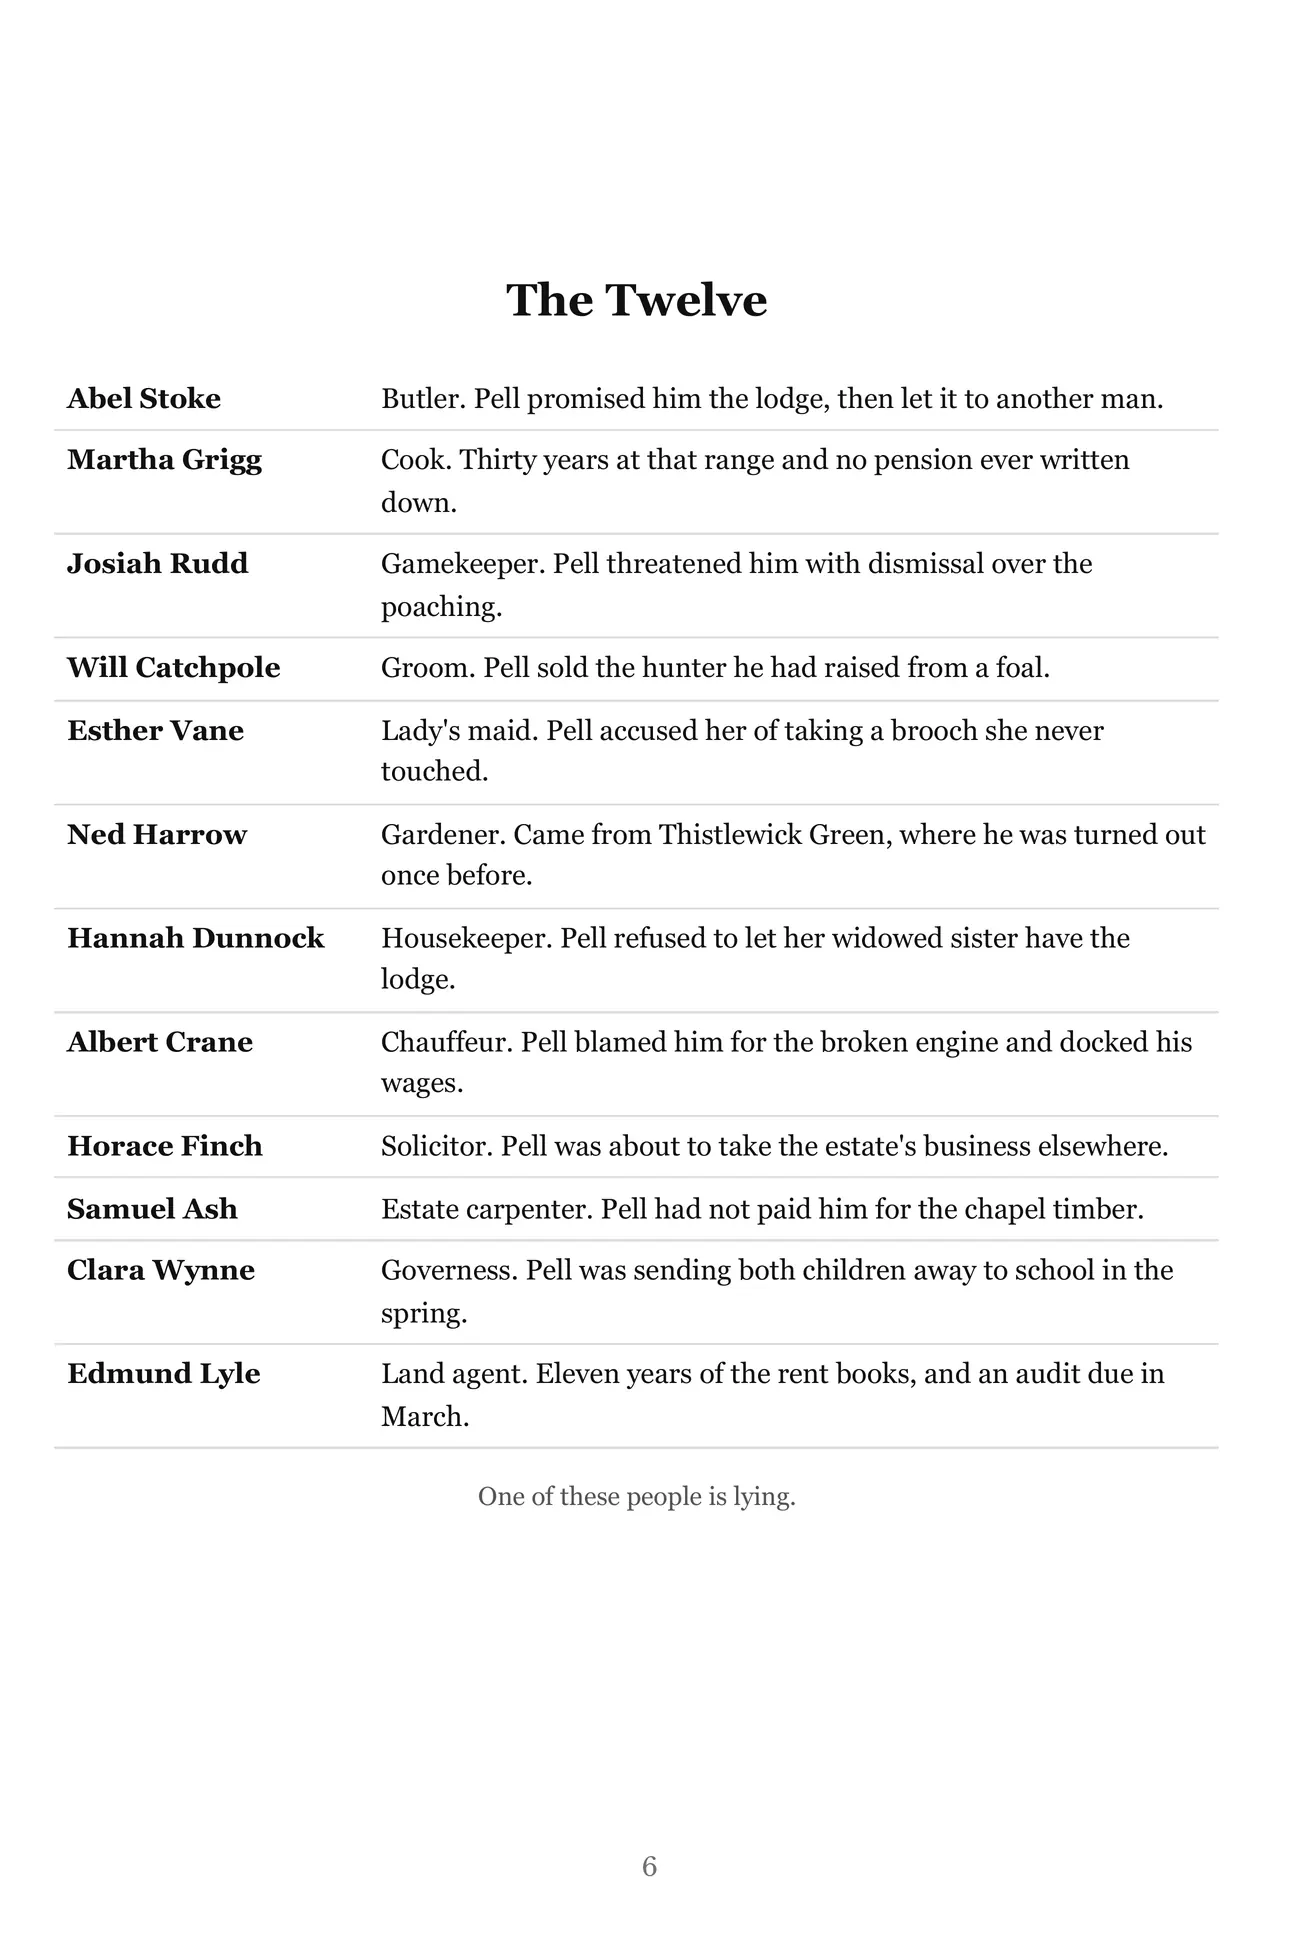 The Twelve
Abel Stoke
Butler. Pell promised him the lodge, then let it to another man.
Martha Grigg
Cook. Thirty years at that range and no pension ever written
down.
Josiah Rudd
Gamekeeper. Pell threatened him with dismissal over the
poaching.
Will Catchpole
Groom. Pell sold the hunter he had raised from a foal.
Esther Vane
Lady's maid. Pell accused her of taking a brooch she never
touched.
Ned Harrow
Gardener. Came from Thistlewick Green, where he was turned out
once before.
Hannah Dunnock
Housekeeper. Pell refused to let her widowed sister have the
lodge.
Albert Crane
Chauffeur. Pell blamed him for the broken engine and docked his
wages.
Horace Finch
Solicitor. Pell was about to take the estate's business elsewhere.
Samuel Ash
Estate carpenter. Pell had not paid him for the chapel timber.
Clara Wynne
Governess. Pell was sending both children away to school in the
spring.
Edmund Lyle
Land agent. Eleven years of the rent books, and an audit due in
March.
One of these people is lying.
6